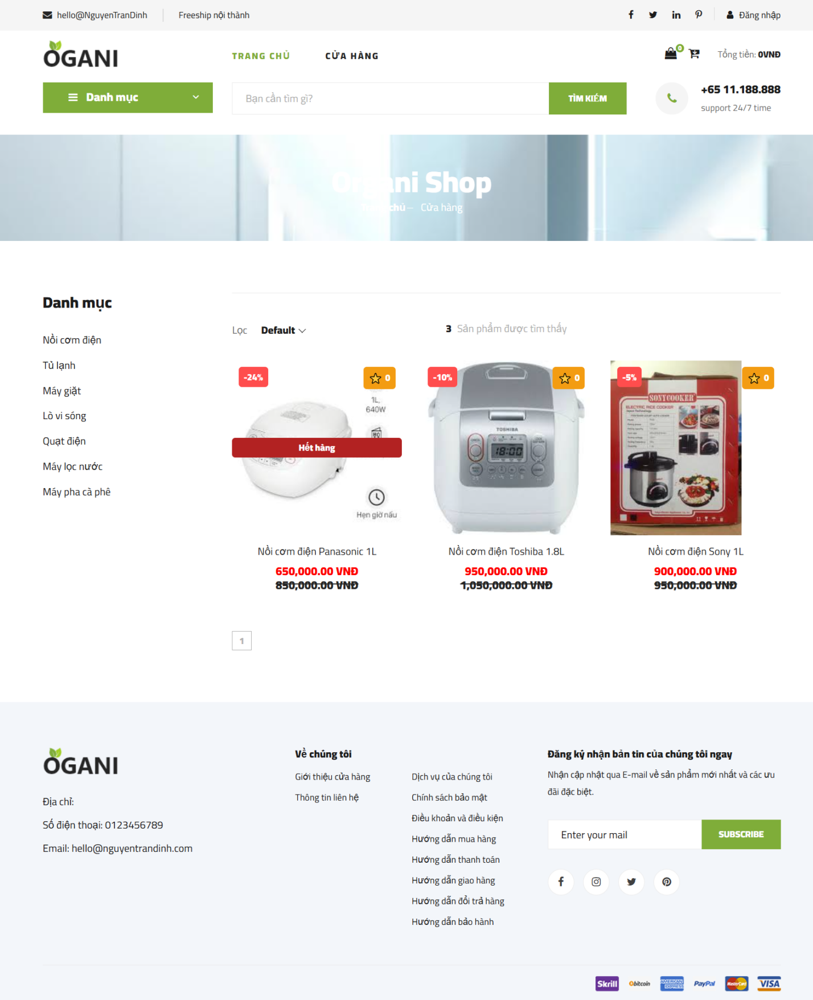 hello@NguyenTranDinh
Freeship nội thành
Đăng nhập
OGANI
TRANG CHỦ
CỬA HÀNG
0
Tổng tiền: 0VNĐ
Danh mục
Bạn cần tìm gì?
TÌM KIẾM
+65 11.188.888
support 24/7 time
Organi Shop
chủ – Cửa hàng
Danh mục
Nồi cơm điện
Tủ lạnh
Máy giặt
Lò vi sóng
Quạt điện
Máy lọc nước
Máy pha cà phê
Lọc Default
3 Sản phẩm được tìm thấy
-24%
0
1L,
640W
Hết hàng
Hẹn giờ nấu
Nồi cơm điện Panasonic 1L
650,000.00 VNĐ
850,000.00 VNĐ
-10%
0
TOSHIBA
18:00
Nồi cơm điện Toshiba 1.8L
950,000.00 VNĐ
1,050,000.00 VNĐ
-5%
0
SONYCOOKER
ELECTRIC RICE COOKER
Nồi cơm điện Sony 1L
900,000.00 VNĐ
950,000.00 VNĐ
1
OGANI
Địa chỉ:
Số điện thoại: 0123456789
Email: hello@nguyentrandinh.com
Về chúng tôi
Giới thiệu cửa hàng
Thông tin liên hệ
Dịch vụ của chúng tôi
Chính sách bảo mật
Điều khoản và điều kiện
Hướng dẫn mua hàng
Hướng dẫn thanh toán
Hướng dẫn giao hàng
Hướng dẫn đổi trả hàng
Hướng dẫn bảo hành
Đăng ký nhận bản tin của chúng tôi ngay
Nhận cập nhật qua E-mail về sản phẩm mới nhất và các ưu
đãi đặc biệt.
Enter your mail
SUBSCRIBE
Skrill
bitcoin
AMERICAN EXPRESS
PayPal
MasterCard
VISA